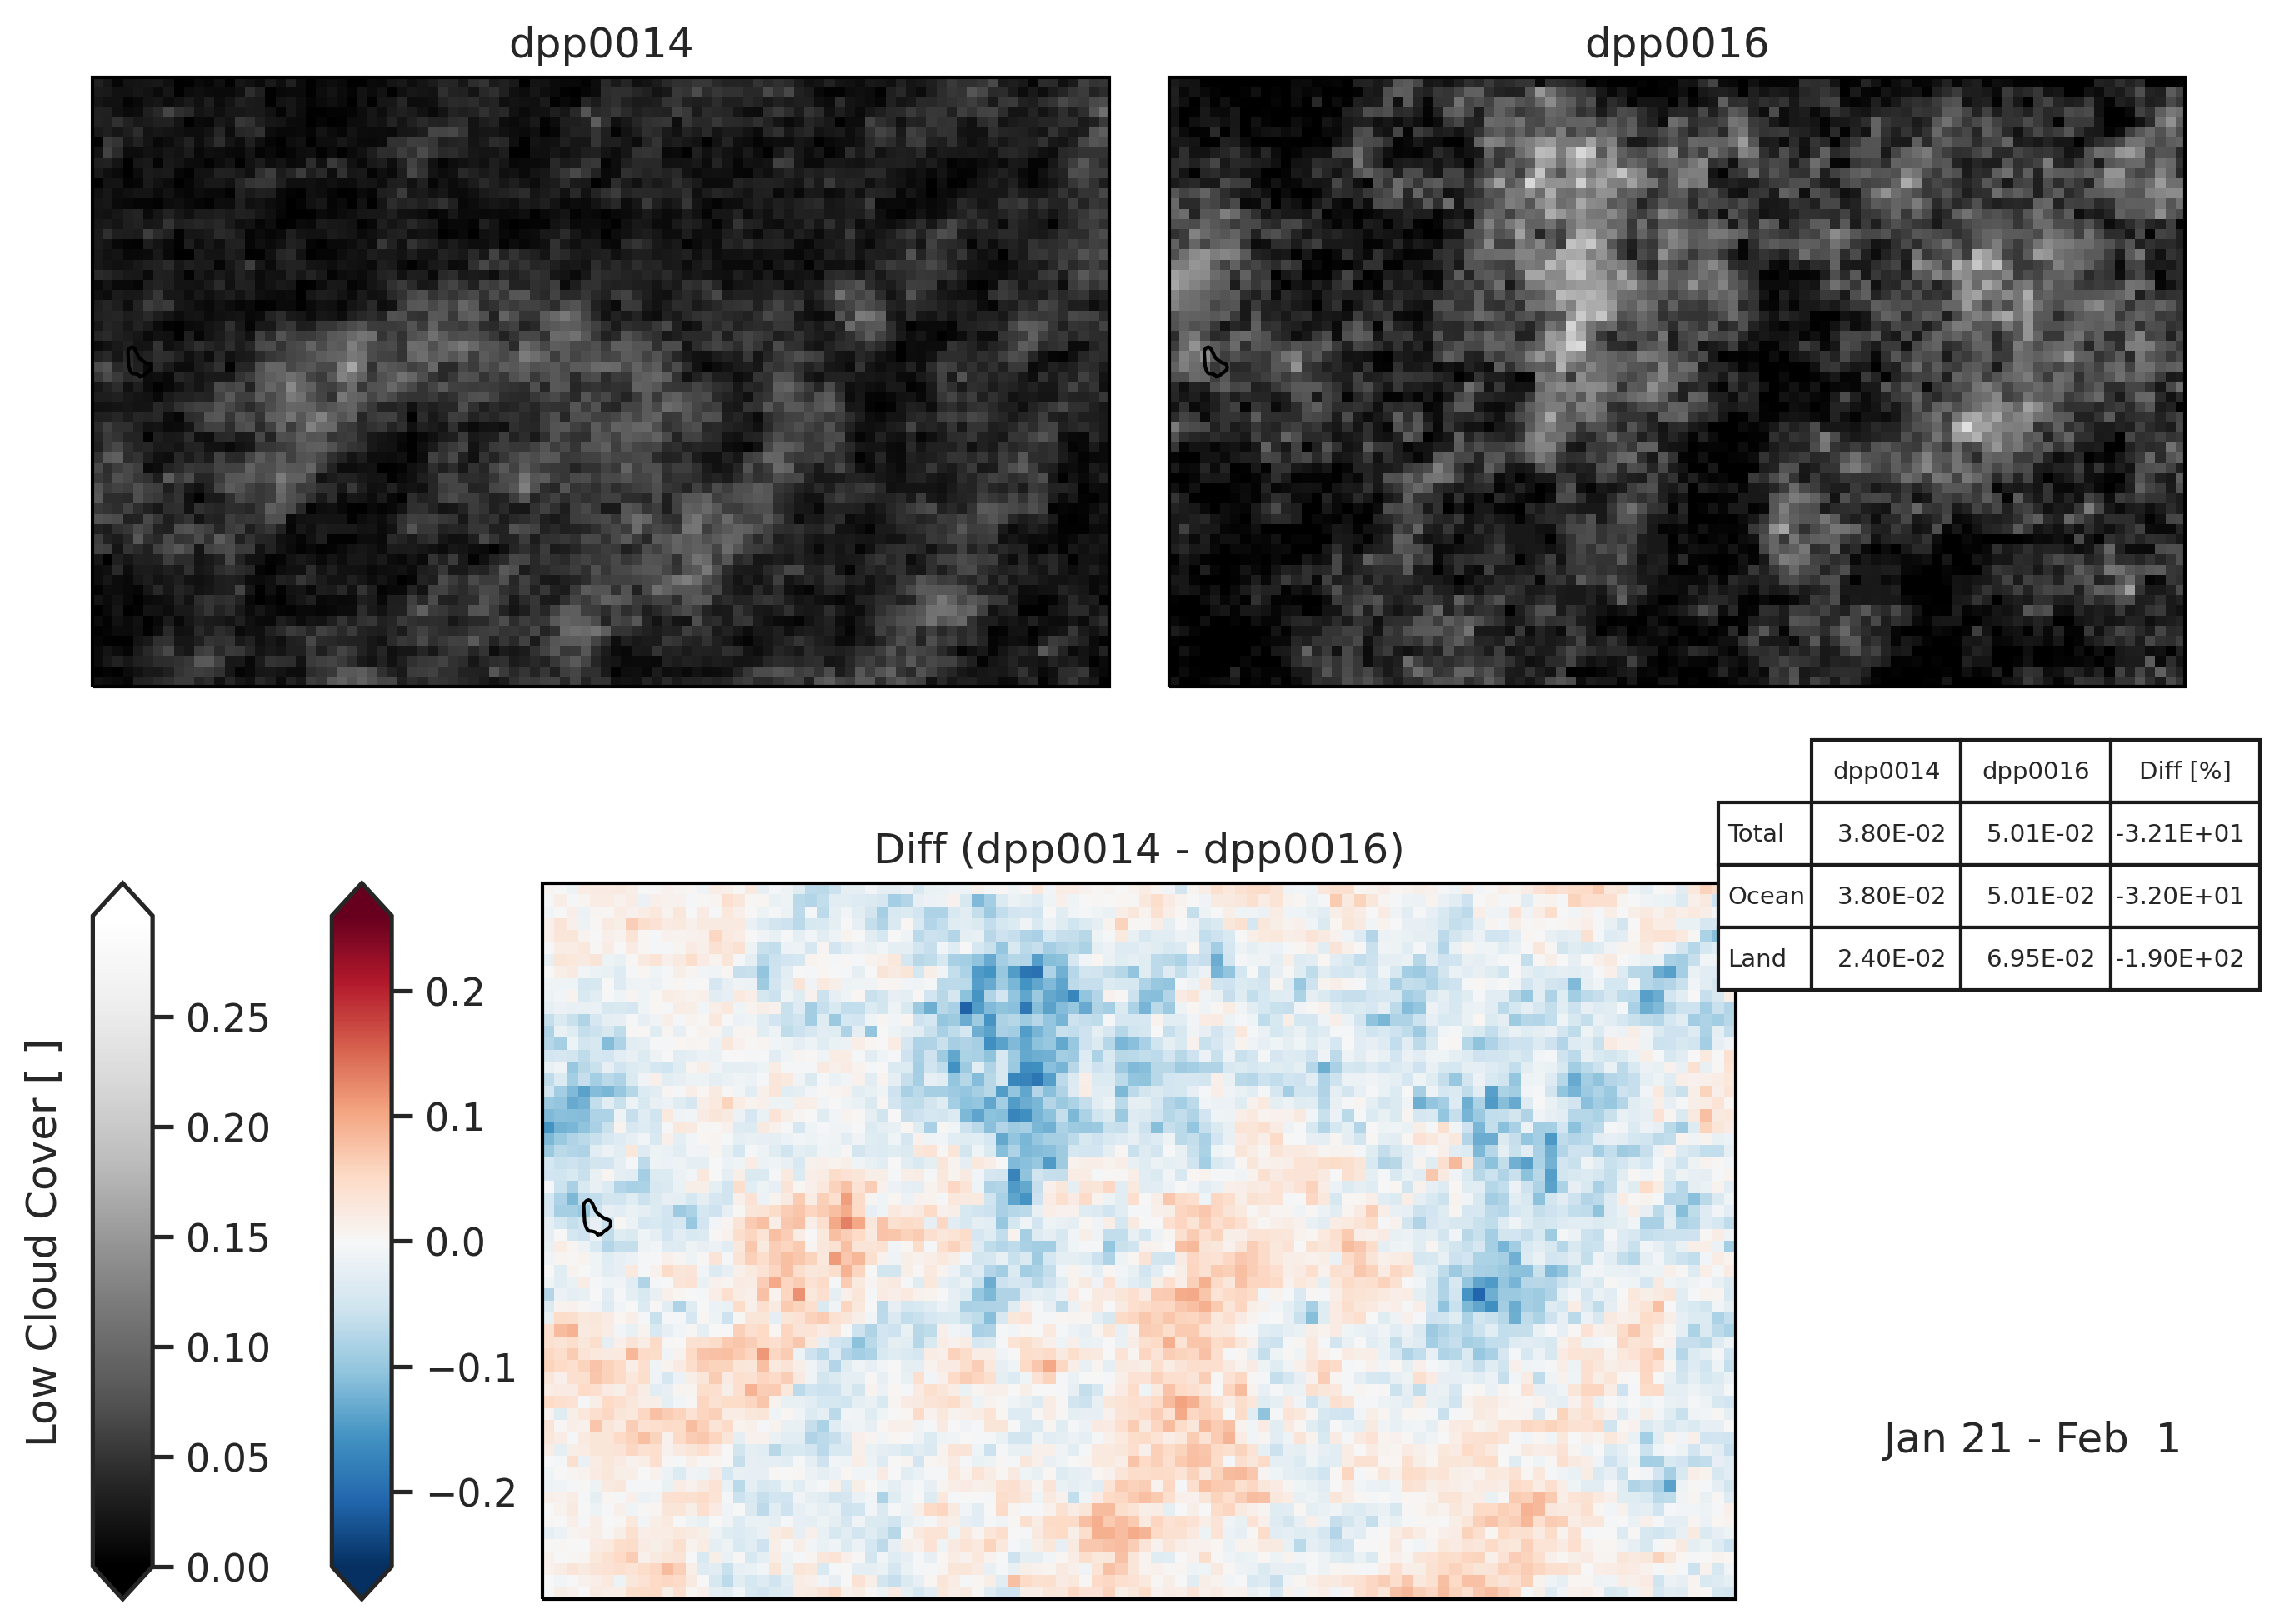 dpp0014
dpp0016
dpp0014 dpp0016 Diff [%]
Total 3.80E-02 5.01E-02 -3.21E+01
Ocean 3.80E-02 5.01E-02 -3.20E+01
Land 2.40E-02 6.95E-02 -1.90E+02
Diff (dpp0014 - dpp0016)
Low Cloud Cover [ ]
0.25
0.20
0.15
0.10
0.05
0.00
0.2
0.1
0.0
−0.1
−0.2
Jan 21 - Feb  1